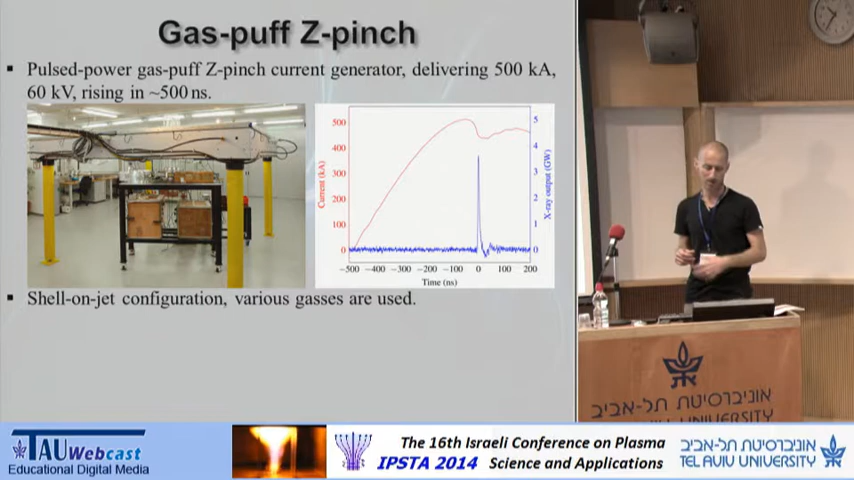 Gas-puff Z-pinch
▪ Pulsed-power gas-puff Z-pinch current generator, delivering 500 kA,
60 kV, rising in ~500 ns.
500
400
300
200
100
0
Current (kA)
5
4
3
2
1
0
X-ray output (GW)
−500 −400 −300 −200 −100 0 100 200
Time (ns)
▪ Shell-on-jet configuration, various gasses are used.
אוניברסיטת תל-אביב
UNIVERSITY
TAU Webcast
Educational Digital Media
The 16th Israeli Conference on Plasma
IPSTA 2014 Science and Applications
אוניברסיטת תל-אביב
TEL AVIV UNIVERSITY